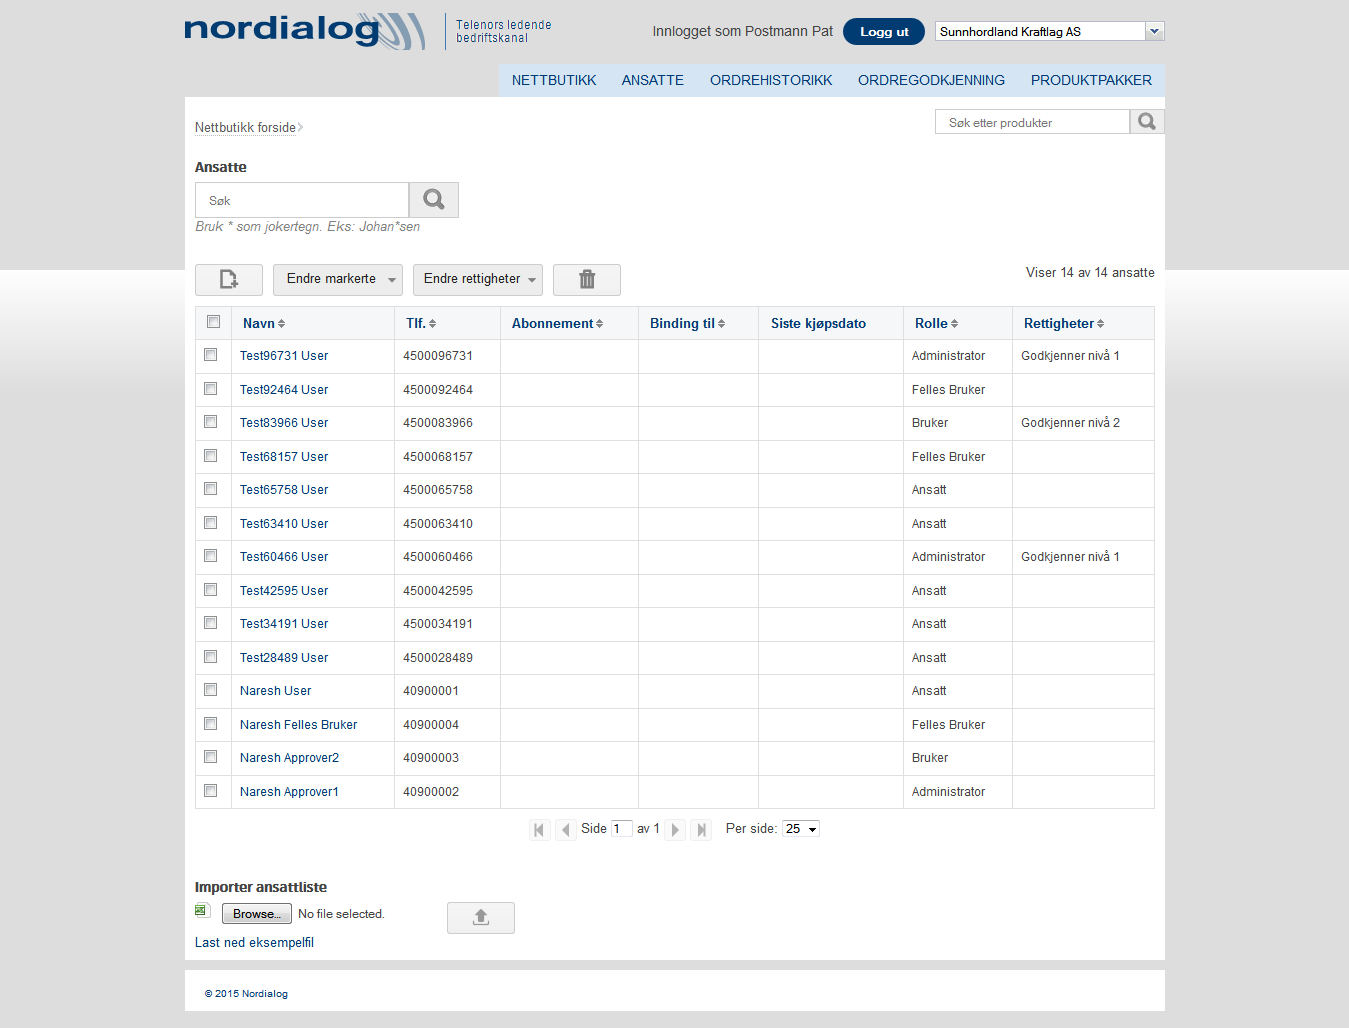 nordialog
Telenors ledende
bedriftskanal
Innlogget som Postmann Pat
Logg ut
Sunnhordland Kraftlag AS
NETTBUTIKK ANSATTE ORDREHISTORIKK ORDREGODKJENNING PRODUKTPAKKER
Nettbutikk forside
Søk etter produkter
Ansatte
Søk
Bruk * som jokertegn. Eks: Johan*sen
Endre markerte Endre rettigheter
Viser 14 av 14 ansatte
Navn Tlf. Abonnement Binding til Siste kjøpsdato Rolle Rettigheter
Test96731 User 4500096731 Administrator Godkjenner nivå 1
Test92464 User 4500092464 Felles Bruker
Test83966 User 4500083966 Bruker Godkjenner nivå 2
Test68157 User 4500068157 Felles Bruker
Test65758 User 4500065758 Ansatt
Test63410 User 4500063410 Ansatt
Test60466 User 4500060466 Administrator Godkjenner nivå 1
Test42595 User 4500042595 Ansatt
Test34191 User 4500034191 Ansatt
Test28489 User 4500028489 Ansatt
Naresh User 40900001 Ansatt
Naresh Felles Bruker 40900004 Felles Bruker
Naresh Approver2 40900003 Bruker
Naresh Approver1 40900002 Administrator
Side 1 av 1 Per side: 25
Importer ansattliste
Browse... No file selected.
Last ned eksempelfil
© 2015 Nordialog